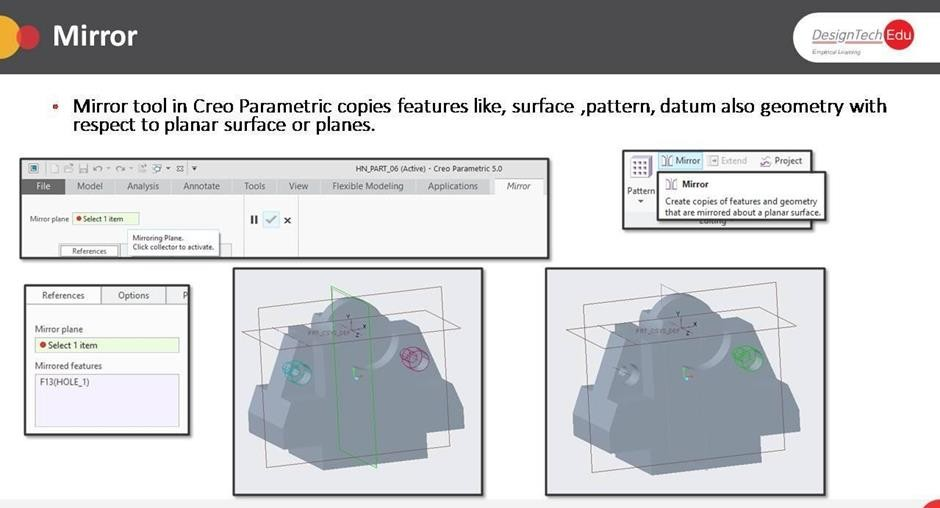 Mirror
DesignTech Edu
Empirical Learning
• Mirror tool in Creo Parametric copies features like, surface ,pattern, datum also geometry with
respect to planar surface or planes.
HN_PART_06 (Active) - Creo Parametric 5.0
File Model Analysis Annotate Tools View Flexible Modeling Applications Mirror
Mirror plane Select 1 item
Mirroring Plane.
Click collector to activate.
References
Mirror Extend Project
Pattern
Mirror
Create copies of features and geometry
that are mirrored about a planar surface.
Editing
References Options P
Mirror plane
Select 1 item
Mirrored features
F13(HOLE_1)
Y
X
Z
PRT_CSYS_DEF
Y
X
Z
PRT_CSYS_DEF